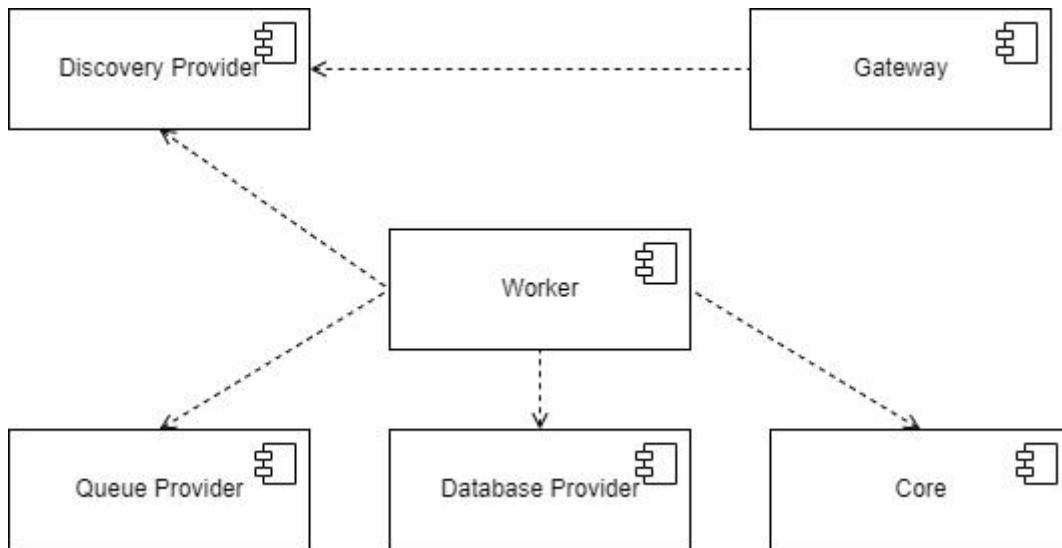 Discovery Provider
Gateway
Worker
Queue Provider
Database Provider
Core